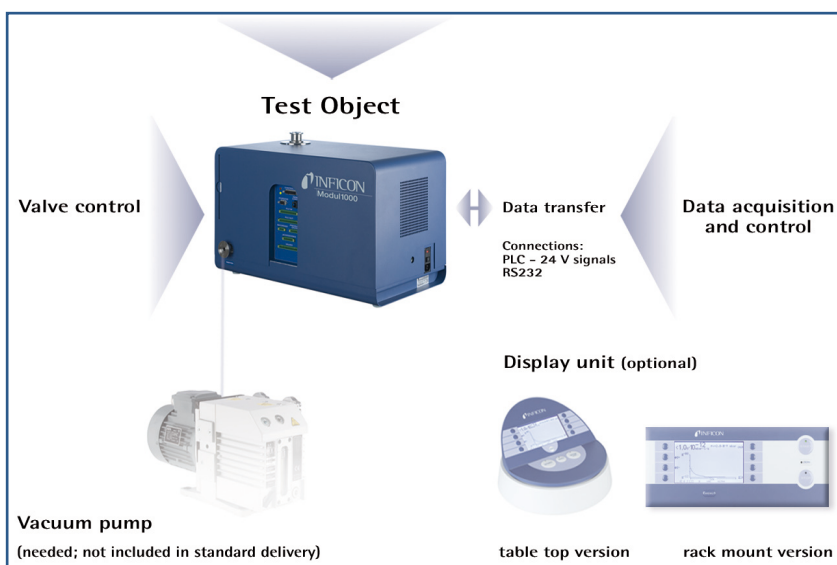 Test Object
INFICON
Modul1000
Valve control
Data transfer
Connections:
PLC – 24 V signals
RS232
Data acquisition
and control
Display unit (optional)
INFICON
INFICON
Vacuum pump
(needed; not included in standard delivery)
table top version
rack mount version